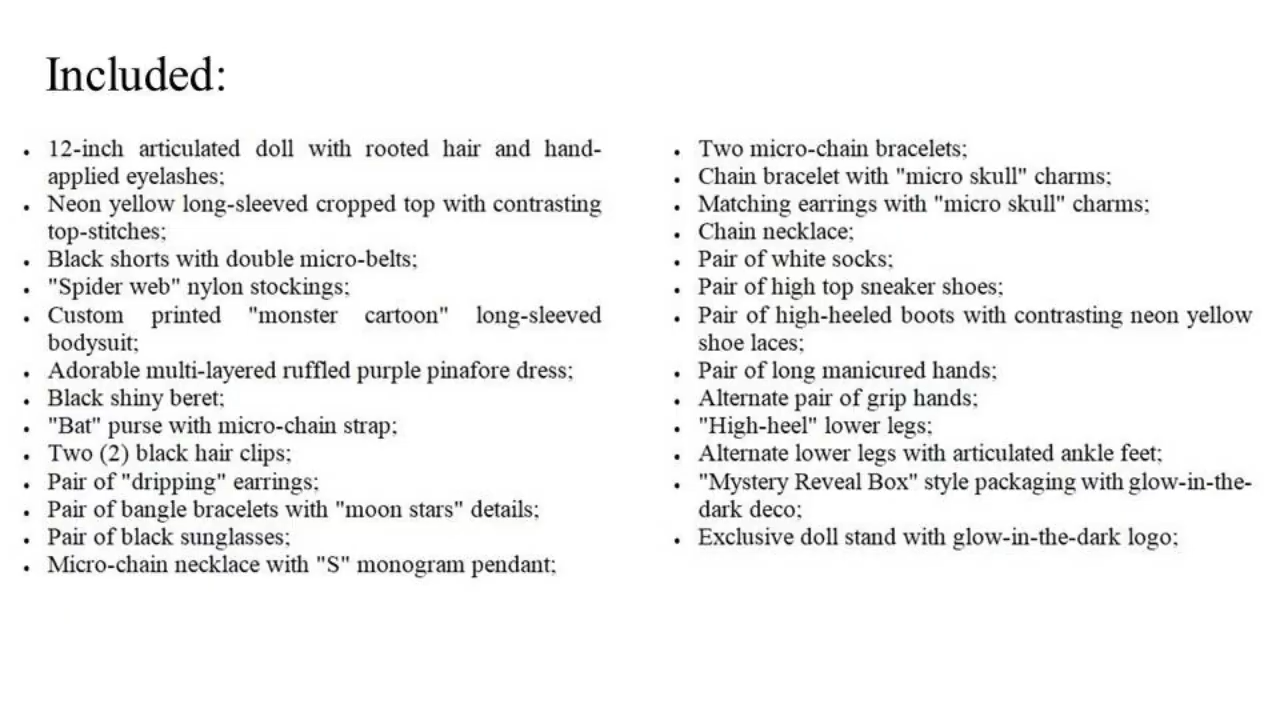 Included:
• 12-inch articulated doll with rooted hair and hand-
applied eyelashes;
• Neon yellow long-sleeved cropped top with contrasting
top-stitches;
• Black shorts with double micro-belts;
• "Spider web" nylon stockings;
• Custom printed "monster cartoon" long-sleeved
bodysuit;
• Adorable multi-layered ruffled purple pinafore dress;
• Black shiny beret;
• "Bat" purse with micro-chain strap;
• Two (2) black hair clips;
• Pair of "dripping" earrings;
• Pair of bangle bracelets with "moon stars" details;
• Pair of black sunglasses;
• Micro-chain necklace with "S" monogram pendant;
• Two micro-chain bracelets;
• Chain bracelet with "micro skull" charms;
• Matching earrings with "micro skull" charms;
• Chain necklace;
• Pair of white socks;
• Pair of high top sneaker shoes;
• Pair of high-heeled boots with contrasting neon yellow
shoe laces;
• Pair of long manicured hands;
• Alternate pair of grip hands;
• "High-heel" lower legs;
• Alternate lower legs with articulated ankle feet;
• "Mystery Reveal Box" style packaging with glow-in-the-
dark deco;
• Exclusive doll stand with glow-in-the-dark logo;